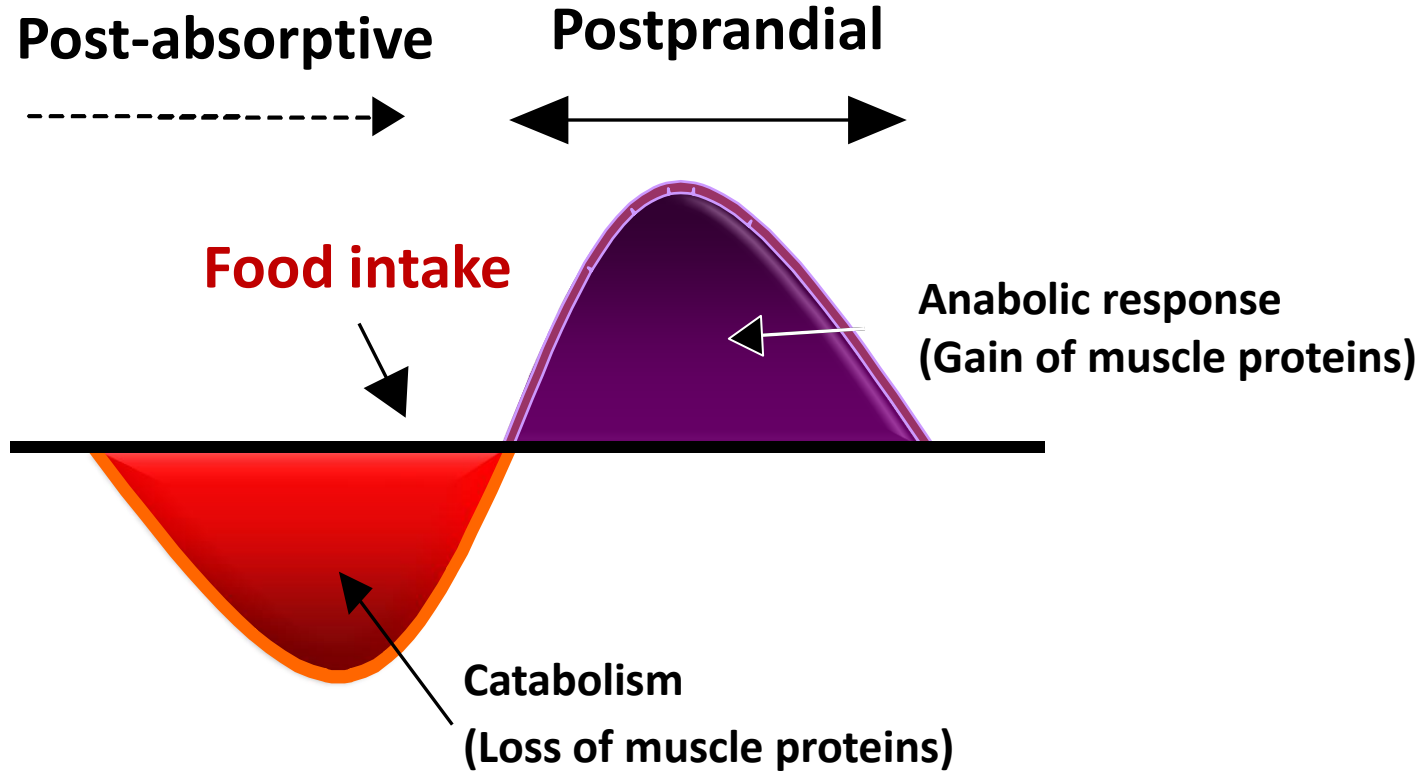 Post-absorptive
Postprandial
Food intake
Anabolic response
(Gain of muscle proteins)
Catabolism
(Loss of muscle proteins)